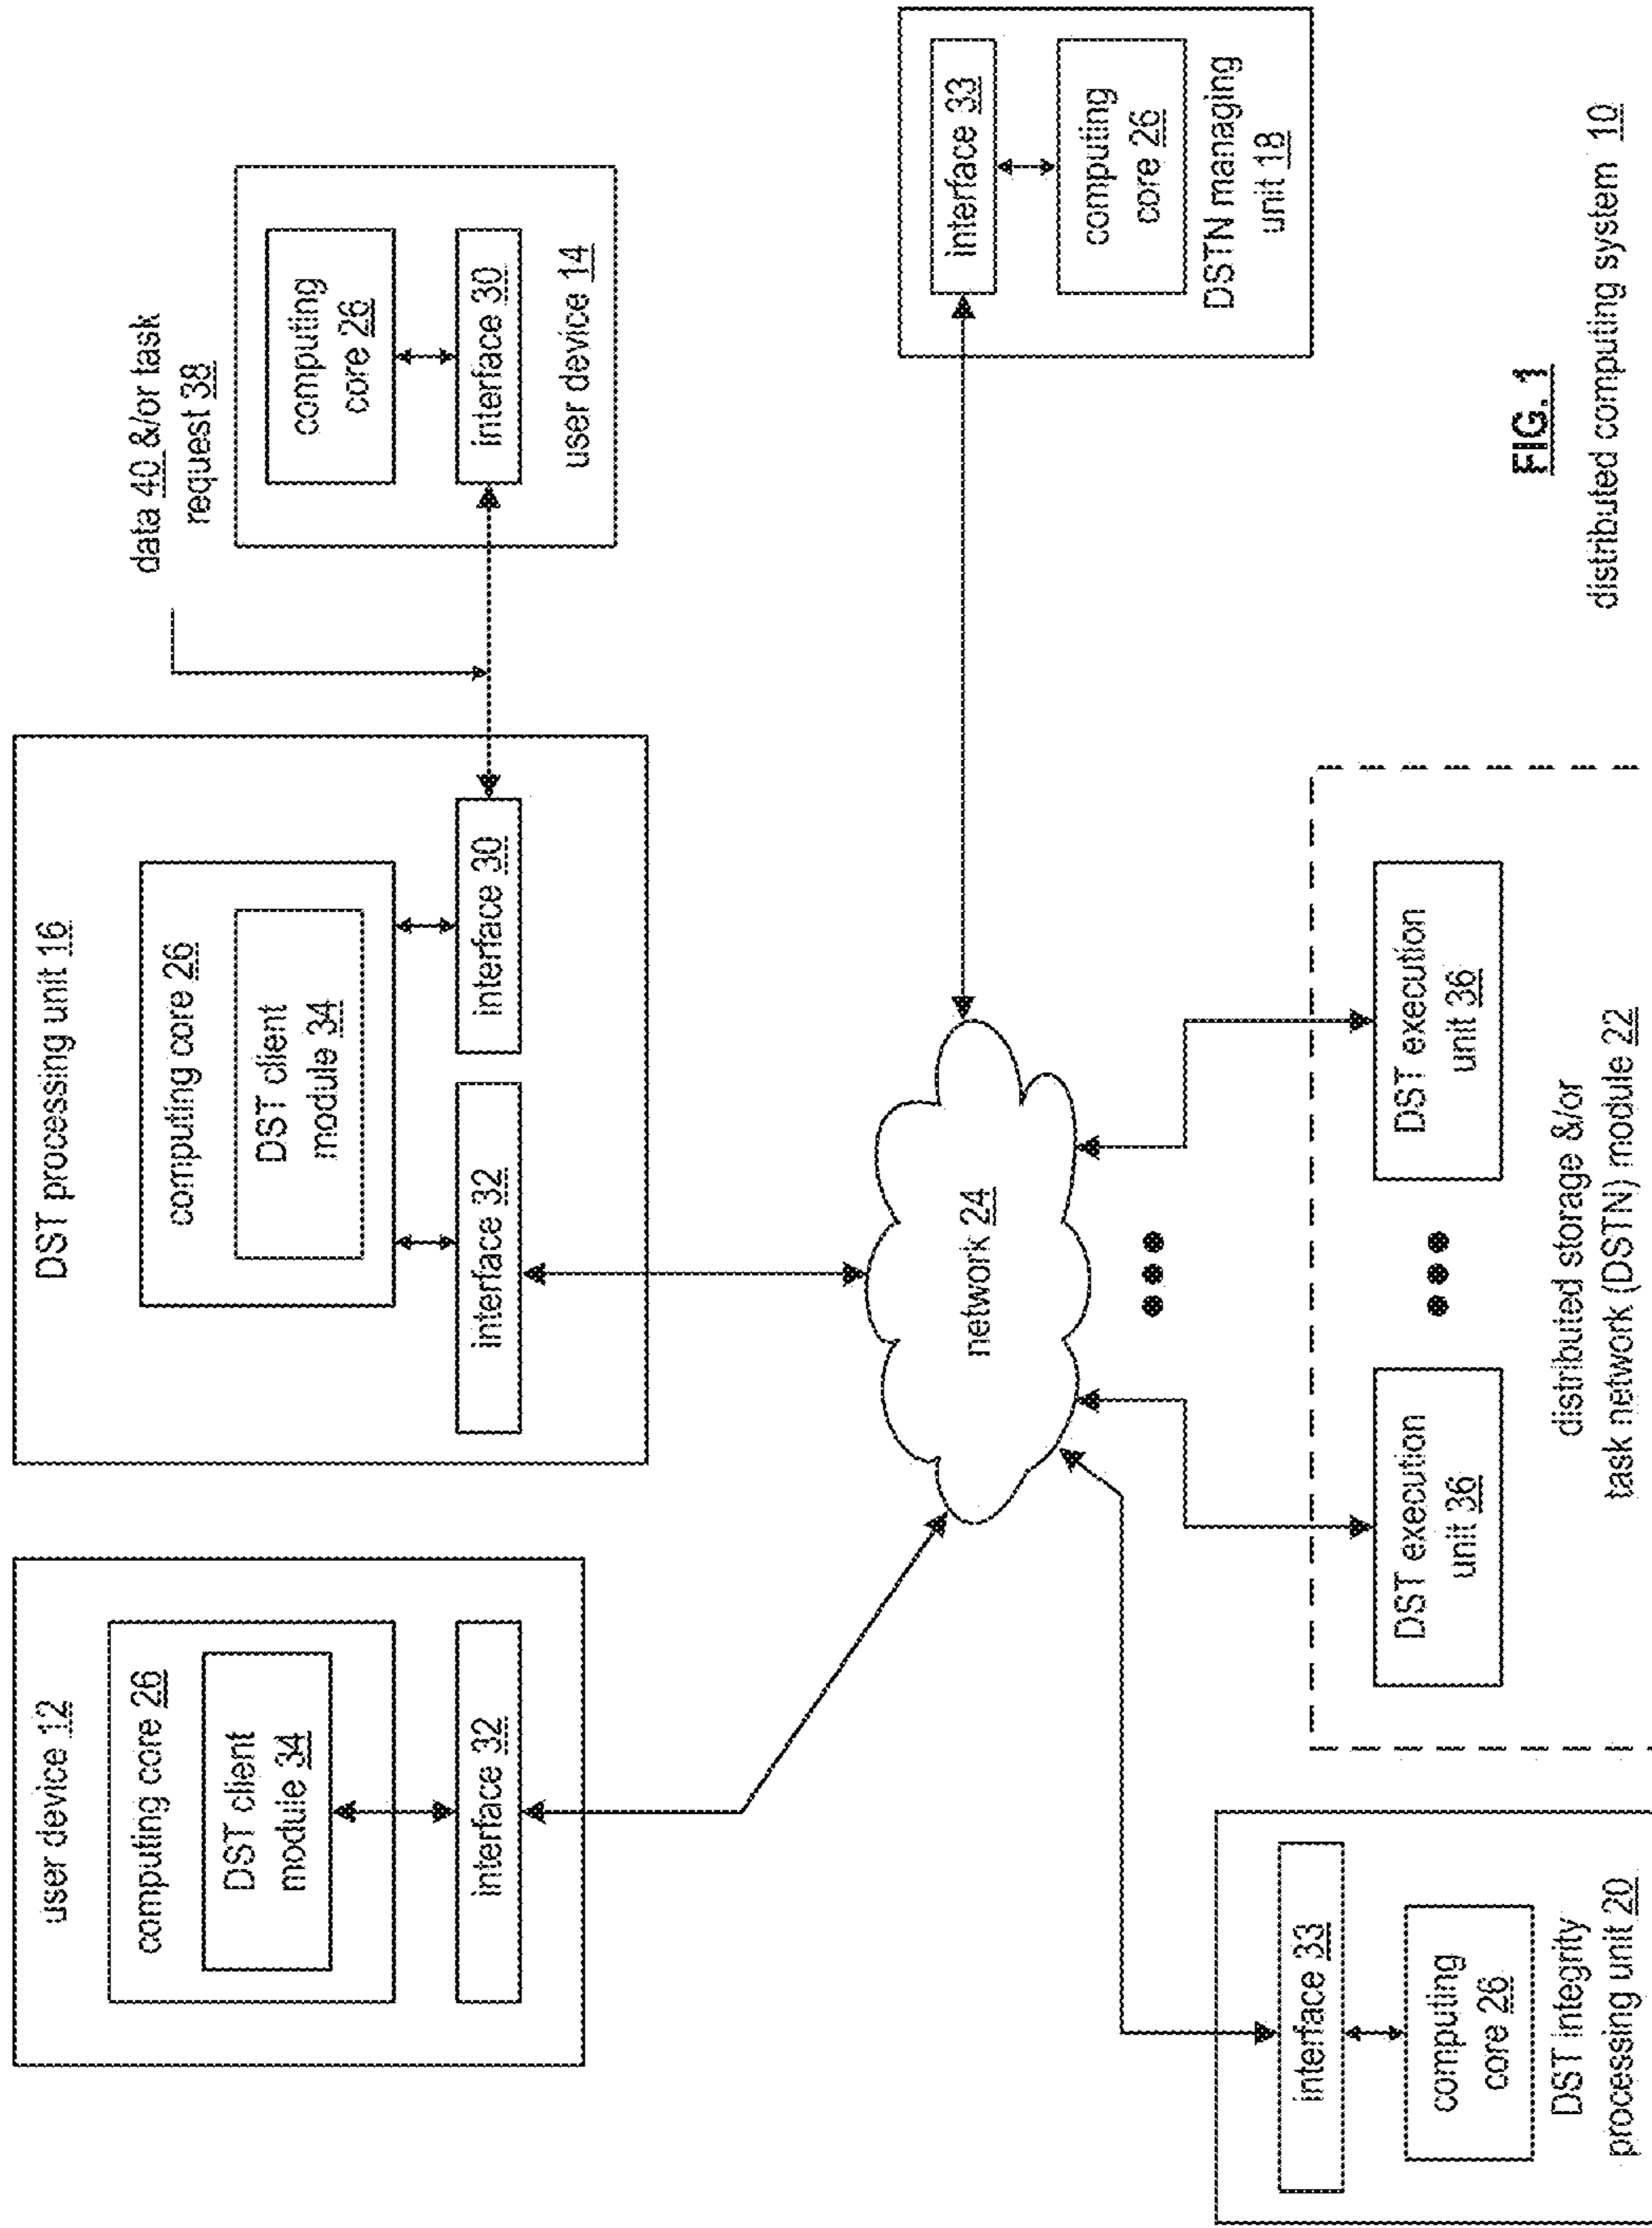 user device 12
computing core 26
DST client
module 34
interface 32
DST processing unit 16
computing core 26
DST client
module 34
interface 32
interface 30
data 40 &/or task
request 38
computing
core 26
interface 30
user device 14
network 24
interface 33
computing
core 26
DSTN managing
unit 18
interface 33
computing
core 26
DST integrity
processing unit 20
DST execution
unit 36
DST execution
unit 36
distributed storage &/or
task network (DSTN) module 22
FIG. 1
distributed computing system 10